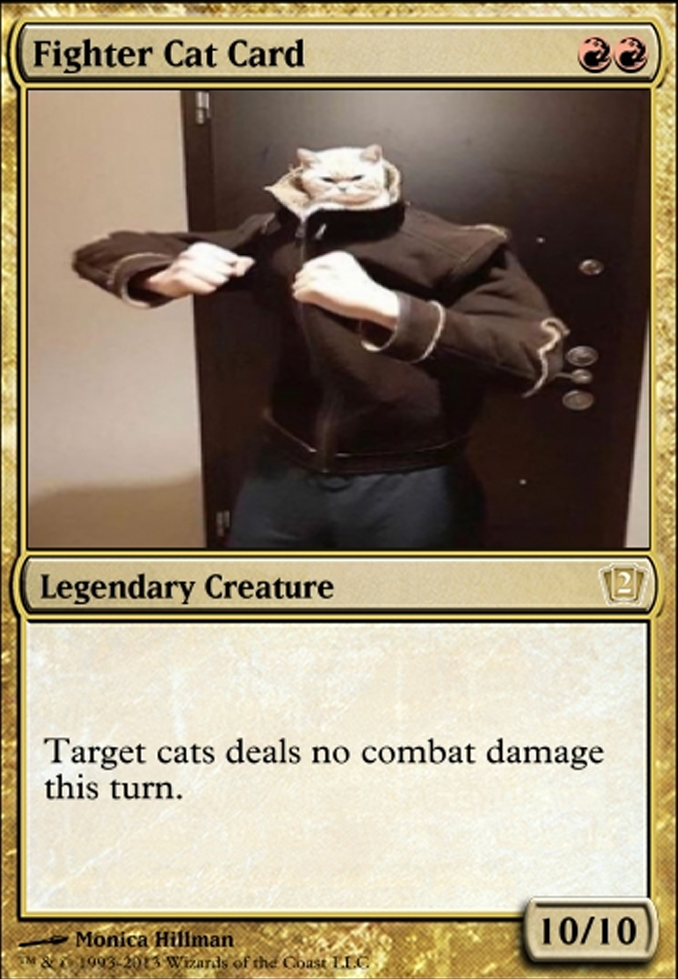 Fighter Cat Card
Legendary Creature
2
Target cats deals no combat damage
this turn.
10/10
Monica Hillman
™ & © 1993-2013 Wizards of the Coast LLC